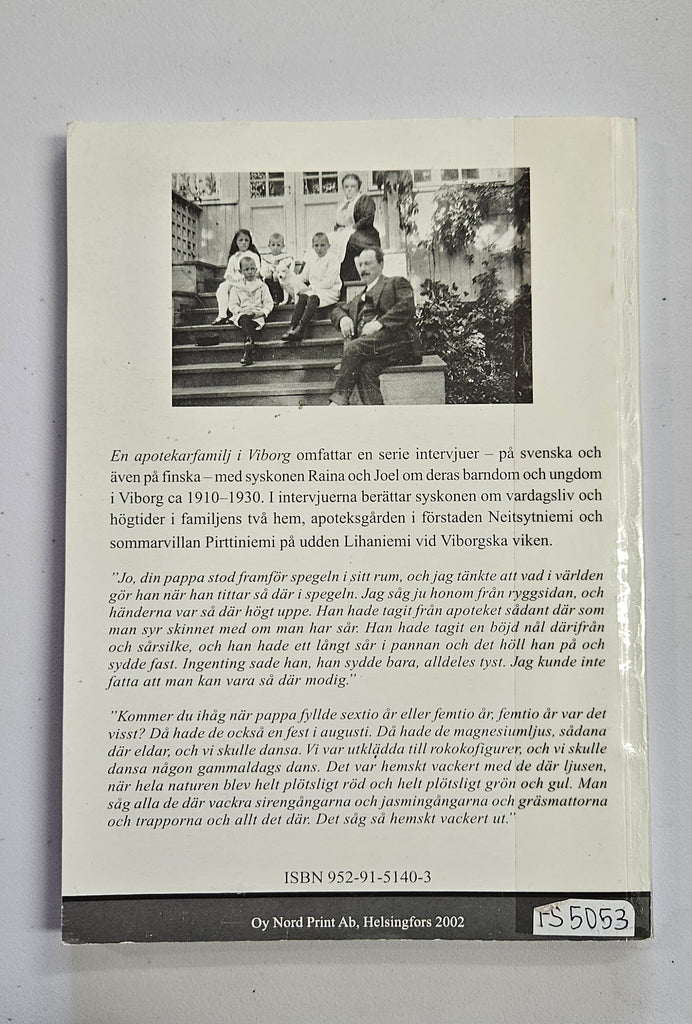 En apotekarfamilj i Viborg omfattar en serie intervjuer – på svenska och
även på finska – med syskonen Raina och Joel om deras barndom och ungdom
i Viborg ca 1910–1930. I intervjuerna berättar syskonen om vardagsliv och
högtider i familjens två hem, apoteksgården i förstaden Neitsytniemi och
sommarvillan Pirttiniemi på udden Lihaniemi vid Viborgska viken.
”Jo, din pappa stod framför spegeln i sitt rum, och jag tänkte att vad i världen
gör han när han tittar så där i spegeln. Jag såg ju honom från ryggsidan, och
händerna var så där högt uppe. Han hade tagit från apoteket sådant där som
man syr skinnet med om man har sår. Han hade tagit en böjd nål därifrån
och sårsilke, och han hade ett långt sår i pannan och det höll han på och
sydde fast. Ingenting sade han, han sydde bara, alldeles tyst. Jag kunde inte
fatta att man kan vara så där modig.”
”Kommer du ihåg när pappa fyllde sextio år eller femtio år, femtio år var det
visst? Då hade de också en fest i augusti. Då hade de magnesiumljus, sådana
där eldar, och vi skulle dansa. Vi var utklädda till rokokofigurer, och vi skulle
dansa någon gammaldags dans. Det var hemskt vackert med de där ljusen,
när hela naturen blev helt plötsligt röd och helt plötsligt grön och gul. Man
såg alla de där vackra sirengångarna och jasmingångarna och gräsmattorna
och trapporna och allt det där. Det såg så hemskt vackert ut.”
ISBN 952-91-5140-3
Oy Nord Print Ab, Helsingfors 2002
FS 5053